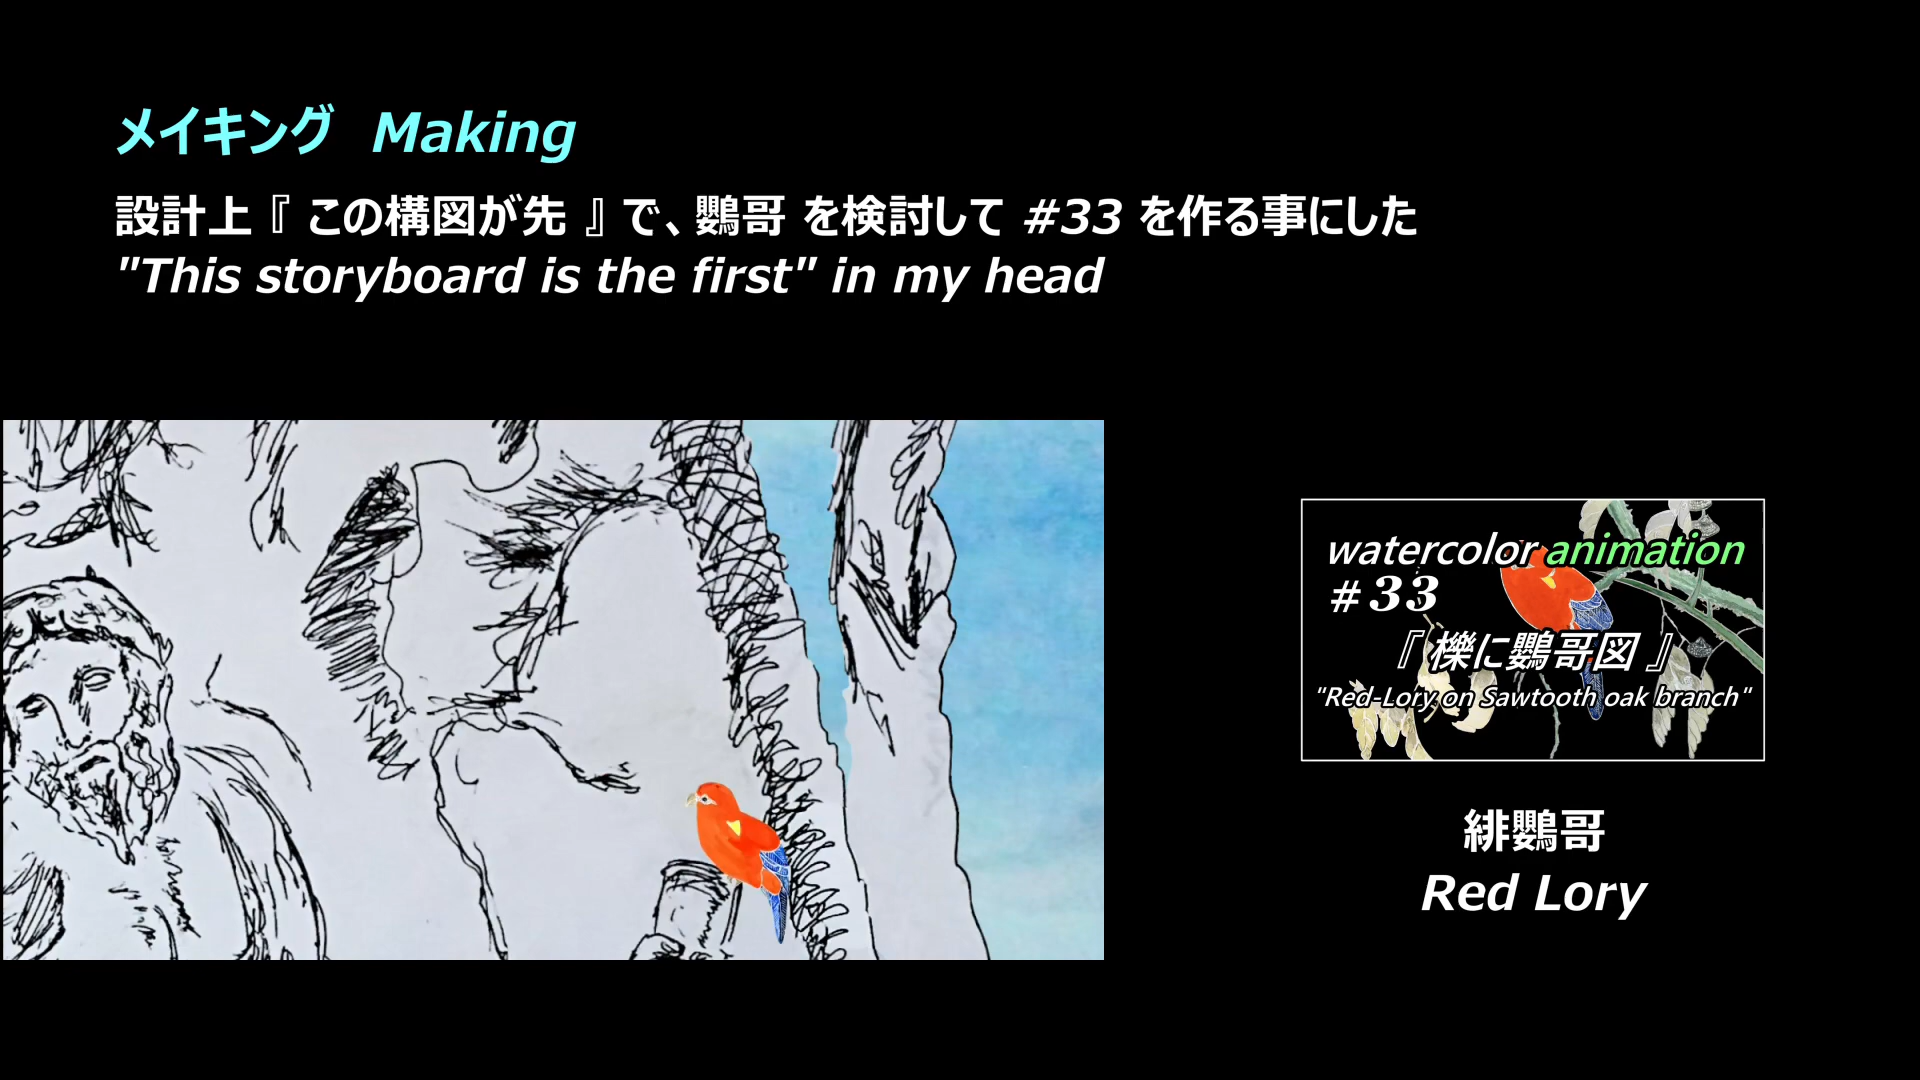 メイキング Making
設計上『 この構図が先 』で、鸚哥 を検討して #33 を作る事にした
"This storyboard is the first" in my head
watercolor animation
#33
『 櫟に鸚哥図 』
"Red-Lory on Sawtooth oak branch"
緋鸚哥
Red Lory